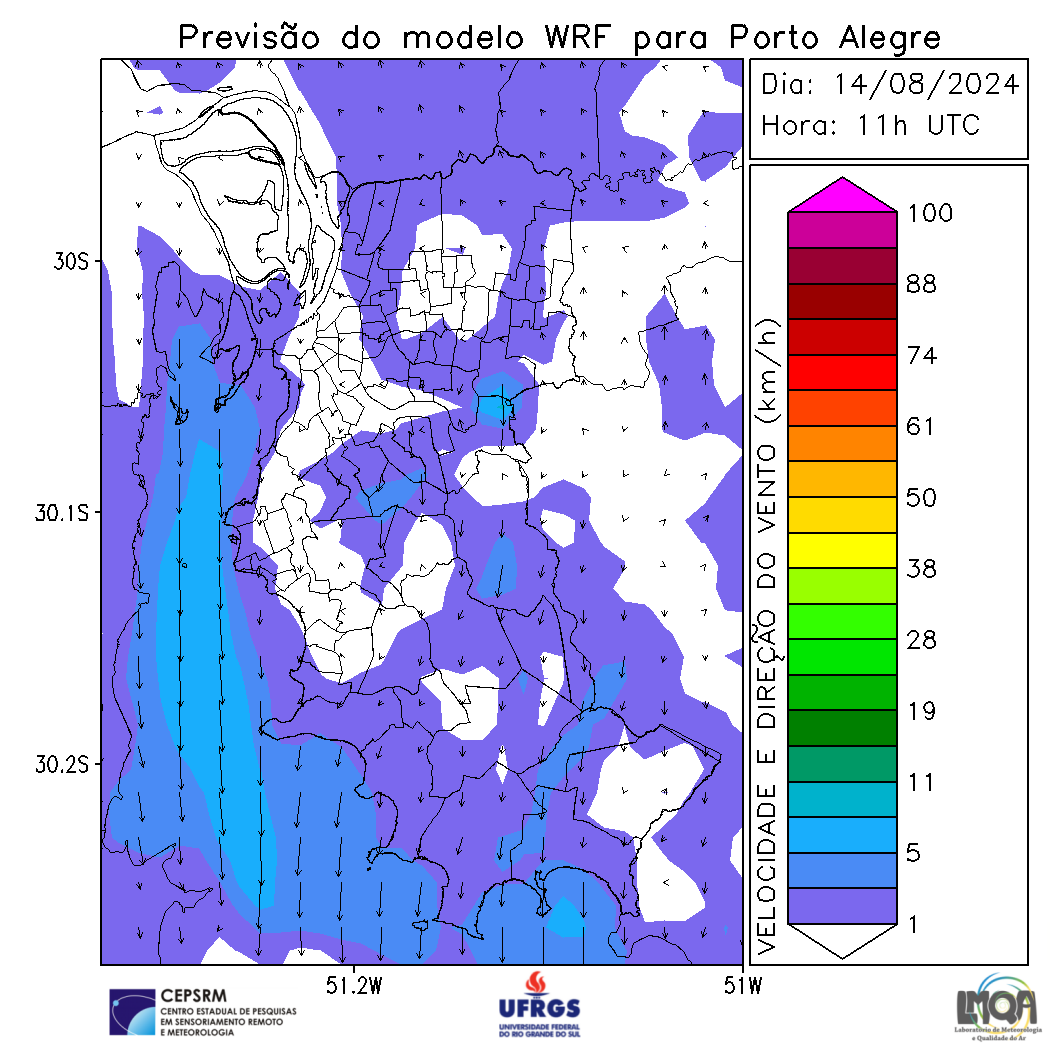 Previsão do modelo WRF para Porto Alegre
Dia: 14/08/2024
Hora: 11h UTC
30S
30.1S
30.2S
51.2W
51W
VELOCIDADE E DIREÇÃO DO VENTO (km/h)
100
88
74
61
50
38
28
19
11
5
1
CEPSRM
CENTRO ESTADUAL DE PESQUISAS
EM SENSORIAMENTO REMOTO
E METEOROLOGIA
UFRGS
UNIVERSIDADE FEDERAL
DO RIO GRANDE DO SUL
LMQA
Laboratório de Meteorologia
e Qualidade do Ar